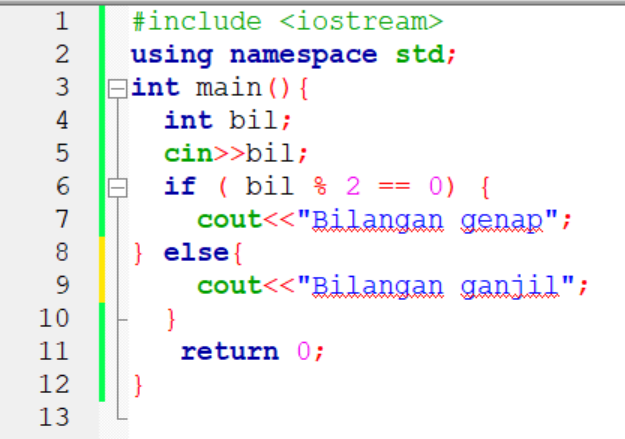 1 #include <iostream>
2 using namespace std;
3 int main(){
4 int bil;
5 cin>>bil;
6 if ( bil % 2 == 0) {
7 cout<<"Bilangan genap";
8 } else{
9 cout<<"Bilangan ganjil";
10 }
11 return 0;
12 }
13